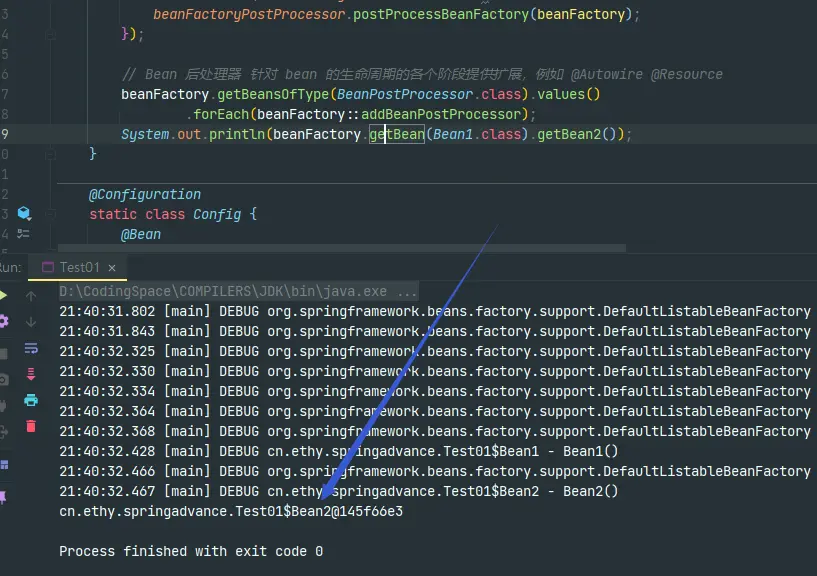 3 beanFactoryPostProcessor.postProcessBeanFactory(beanFactory);
4 });
5
6 // Bean 后处理器 针对 bean 的生命周期的各个阶段提供扩展, 例如 @Autowire @Resource
7 beanFactory.getBeansOfType(BeanPostProcessor.class).values()
8 .forEach(beanFactory::addBeanPostProcessor);
9 System.out.println(beanFactory.getBean(Bean1.class).getBean2());
0 }
1
2 @Configuration
3 static class Config {
4 @Bean
un: Test01 ×
D:\CodingSpace\COMPILERS\JDK\bin\java.exe ...
21:40:31.802 [main] DEBUG org.springframework.beans.factory.support.DefaultListableBeanFactory
21:40:31.843 [main] DEBUG org.springframework.beans.factory.support.DefaultListableBeanFactory
21:40:32.325 [main] DEBUG org.springframework.beans.factory.support.DefaultListableBeanFactory
21:40:32.330 [main] DEBUG org.springframework.beans.factory.support.DefaultListableBeanFactory
21:40:32.334 [main] DEBUG org.springframework.beans.factory.support.DefaultListableBeanFactory
21:40:32.364 [main] DEBUG org.springframework.beans.factory.support.DefaultListableBeanFactory
21:40:32.368 [main] DEBUG org.springframework.beans.factory.support.DefaultListableBeanFactory
21:40:32.428 [main] DEBUG cn.ethy.springadvance.Test01$Bean1 - Bean1()
21:40:32.466 [main] DEBUG org.springframework.beans.factory.support.DefaultListableBeanFactory
21:40:32.467 [main] DEBUG cn.ethy.springadvance.Test01$Bean2 - Bean2()
cn.ethy.springadvance.Test01$Bean2@145f66e3
Process finished with exit code 0